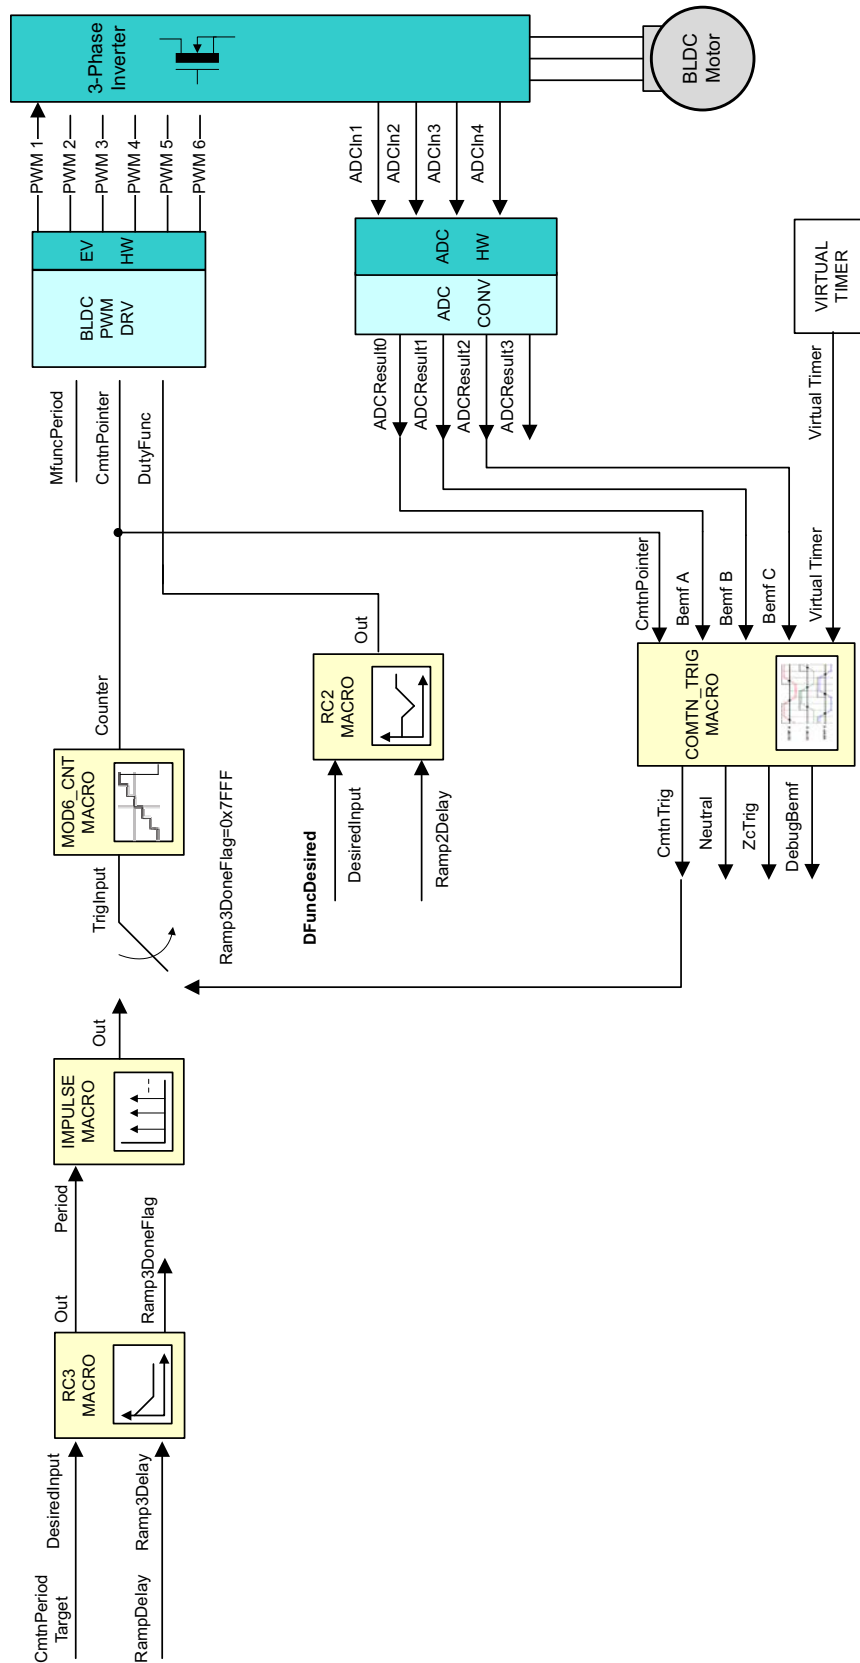 CmtnPeriod
Target
DesiredInput
RampDelay
Ramp3Delay
RC3
MACRO
Out
Period
Ramp3DoneFlag
IMPULSE
MACRO
Out
TrigInput
Ramp3DoneFlag=0x7FFF
MOD6_CNT
MACRO
Counter
DFuncDesired
DesiredInput
Ramp2Delay
RC2
MACRO
Out
MfuncPeriod
CmtnPointer
DutyFunc
BLDC
PWM
DRV
EV
HW
PWM 1
PWM 2
PWM 3
PWM 4
PWM 5
PWM 6
3-Phase
Inverter
BLDC
Motor
ADCIn1
ADCIn2
ADCIn3
ADCIn4
ADC
HW
ADC
CONV
ADCResult0
ADCResult1
ADCResult2
ADCResult3
VIRTUAL
TIMER
Virtual Timer
CmtnPointer
Bemf A
Bemf B
Bemf C
Virtual Timer
COMTN_TRIG
MACRO
CmtnTrig
Neutral
ZcTrig
DebugBemf